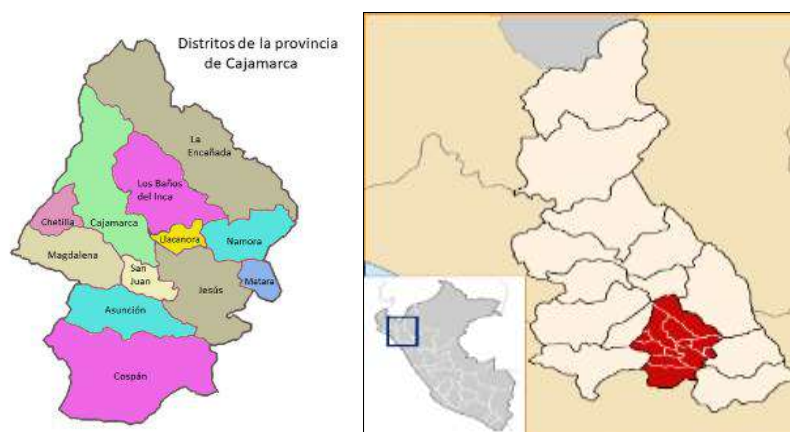 Distritos de la provincia
de Cajamarca
La
Encañada
Los Baños
del Inca
Chetilla
Cajamarca
Llacanora
Namora
Magdalena
San
Juan
Jesús
Matara
Asunción
Cospán